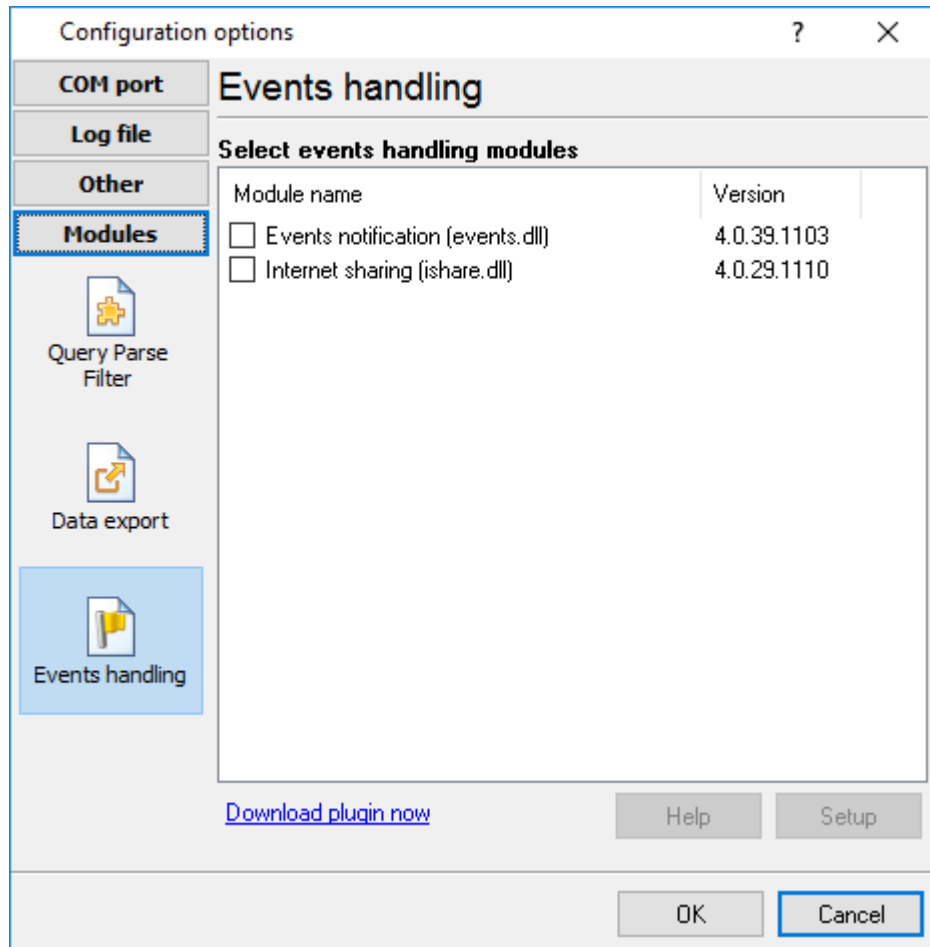 Configuration options ?
COM port
Log file
Other
Modules
Query Parse
Filter
Data export
Events handling
Events handling
Select events handling modules
Module name Version
Events notification (events.dll) 4.0.39.1103
Internet sharing (ishare.dll) 4.0.29.1110
Download plugin now Help Setup
OK Cancel